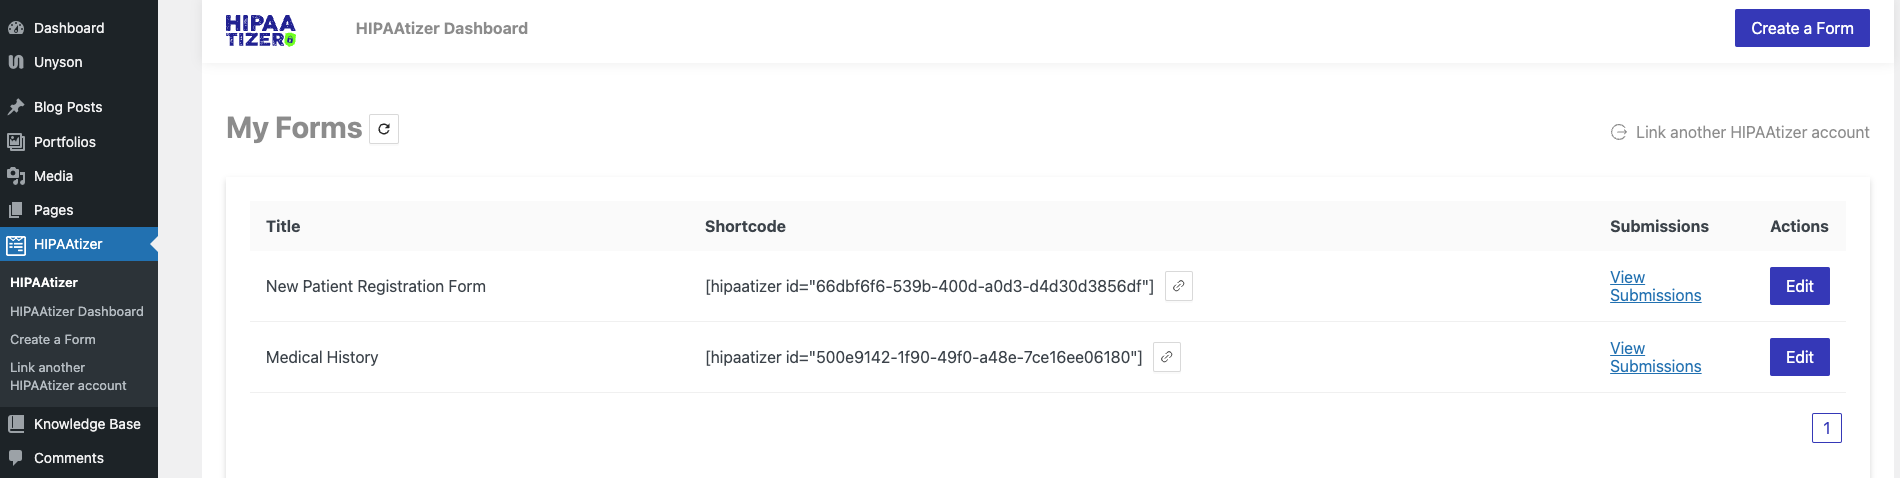 Dashboard
Unyson
Blog Posts
Portfolios
Media
Pages
HIPAAtizer
HIPAAtizer
HIPAAtizer Dashboard
Create a Form
Link another
HIPAAtizer account
Knowledge Base
Comments
HIPAA
TIZER
HIPAAtizer Dashboard
Create a Form
My Forms
Link another HIPAAtizer account
Title Shortcode Submissions Actions
New Patient Registration Form [hipaatizer id="66dbf6f6-539b-400d-a0d3-d4d30d3856df"] View
Submissions Edit
Medical History [hipaatizer id="500e9142-1f90-49f0-a48e-7ce16ee06180"] View
Submissions Edit
1